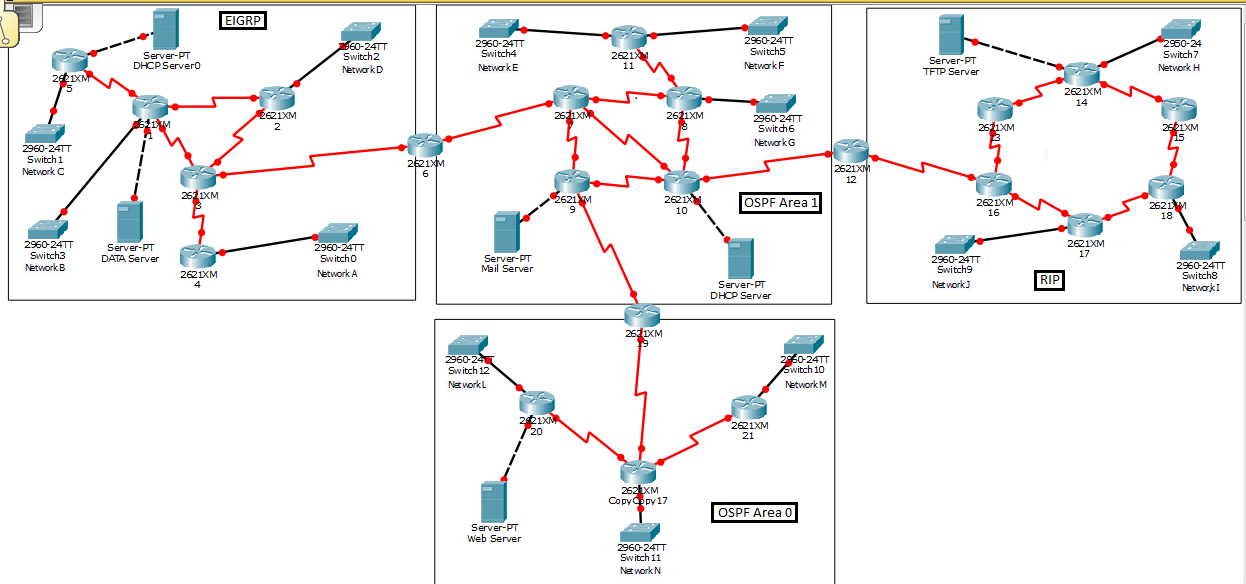 EIGRP
Server-PT
DHCP Server0
2960-24TT
Switch2
Network D
2621XM
5
2621XM
1
2621XM
2
2960-24TT
Switch1
Network C
2621XM
3
2960-24TT
Switch3
Network B
Server-PT
DATA Server
2621XM
4
2960-24TT
Switch0
Network A
2621XM
6
2960-24TT
Switch4
Network E
2621XM
11
2960-24TT
Switch5
Network F
2621XM
2621XM
8
2960-24TT
Switch6
Network G
2621XM
9
2621XM
10
OSPF Area 1
Server-PT
Mail Server
Server-PT
DHCP Server
2621XM
12
Server-PT
TFTP Server
2621XM
14
2950-24
Switch7
Network H
2621XM
13
2621XM
15
2621XM
16
2621XM
17
2621XM
18
2960-24TT
Switch9
Network J
RIP
2960-24TT
Switch8
Network I
2621XM
19
2960-24TT
Switch12
Network L
2621XM
20
2960-24TT
Switch10
Network M
2621XM
21
Server-PT
Web Server
2621XM
CopyCopy17
2960-24TT
Switch11
Network N
OSPF Area 0